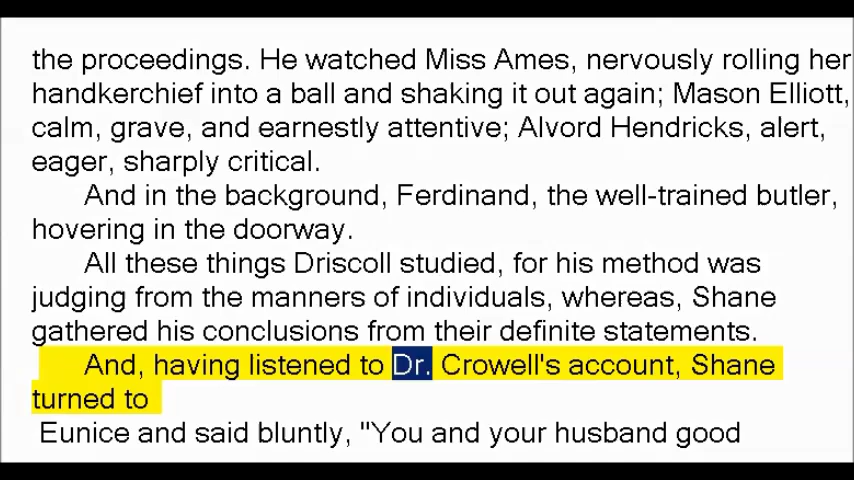 the proceedings. He watched Miss Ames, nervously rolling her
handkerchief into a ball and shaking it out again; Mason Elliott,
calm, grave, and earnestly attentive; Alvord Hendricks, alert,
eager, sharply critical.
And in the background, Ferdinand, the well-trained butler,
hovering in the doorway.
All these things Driscoll studied, for his method was
judging from the manners of individuals, whereas, Shane
gathered his conclusions from their definite statements.
And, having listened to Dr. Crowell's account, Shane
turned to
Eunice and said bluntly, "You and your husband good